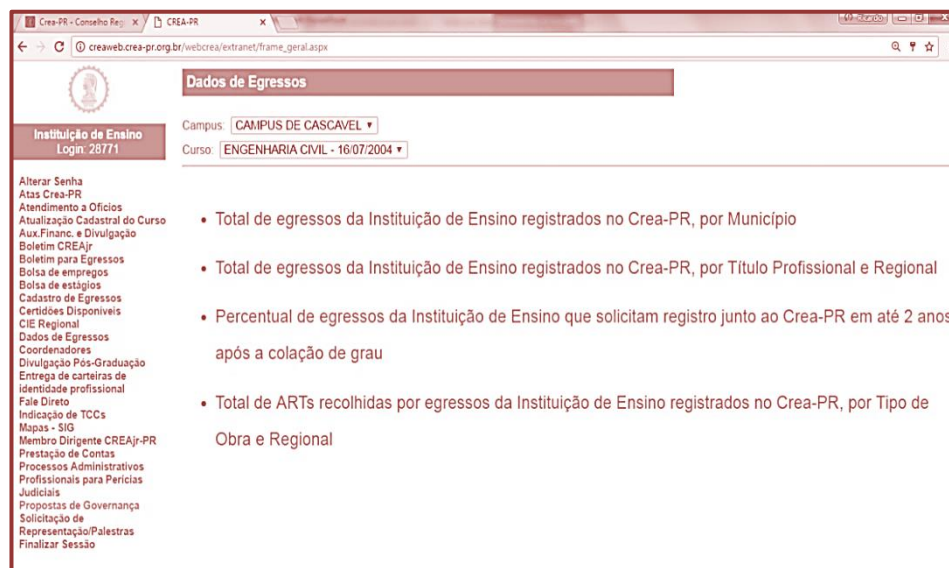 Crea-PR - Conselho Reg
CREA-PR
creaweb.crea-pr.org.br/webcrea/extranet/frame_geral.aspx
Dados de Egressos
Campus: CAMPUS DE CASCAVEL
Curso: ENGENHARIA CIVIL - 16/07/2004
Instituição de Ensino
Login: 28771
Alterar Senha
Atas Crea-PR
Atendimento a Ofícios
Atualização Cadastral do Curso
Aux.Financ. e Divulgação
Boletim CREAjr
Boletim para Egressos
Bolsa de empregos
Bolsa de estágios
Cadastro de Egressos
Certidões Disponíveis
CIE Regional
Dados de Egressos
Coordenadores
Divulgação Pós-Graduação
Entrega de carteiras de
identidade profissional
Fale Direto
Indicação de TCCs
Mapas - SIG
Membro Dirigente CREAjr-PR
Prestação de Contas
Processos Administrativos
Profissionais para Perícias
Judiciais
Propostas de Governança
Solicitação de
Representação/Palestras
Finalizar Sessão
• Total de egressos da Instituição de Ensino registrados no Crea-PR, por Município
• Total de egressos da Instituição de Ensino registrados no Crea-PR, por Título Profissional e Regional
• Percentual de egressos da Instituição de Ensino que solicitam registro junto ao Crea-PR em até 2 anos
após a colação de grau
• Total de ARTs recolhidas por egressos da Instituição de Ensino registrados no Crea-PR, por Tipo de
Obra e Regional